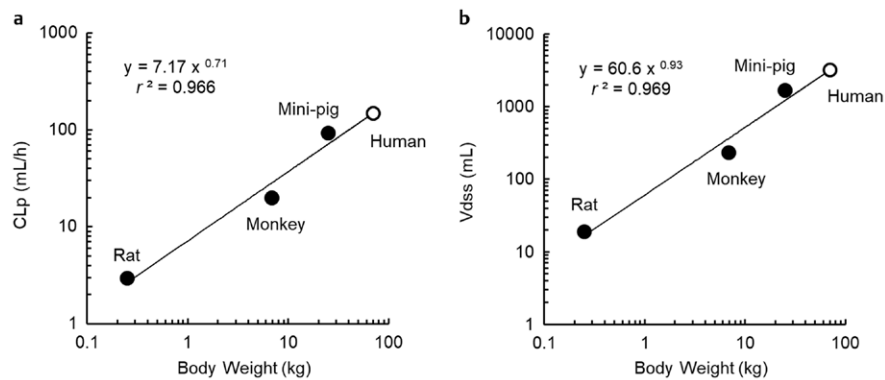 a
1000
100
10
1
CLp (mL/h)
y = 7.17 x 0.71
r ² = 0.966
Mini-pig
Human
Monkey
Rat
0.1 1 10 100
Body Weight (kg)
b
10000
1000
100
10
1
Vdss (mL)
y = 60.6 x 0.93
r ² = 0.969
Mini-pig
Human
Monkey
Rat
0.1 1 10 100
Body Weight (kg)